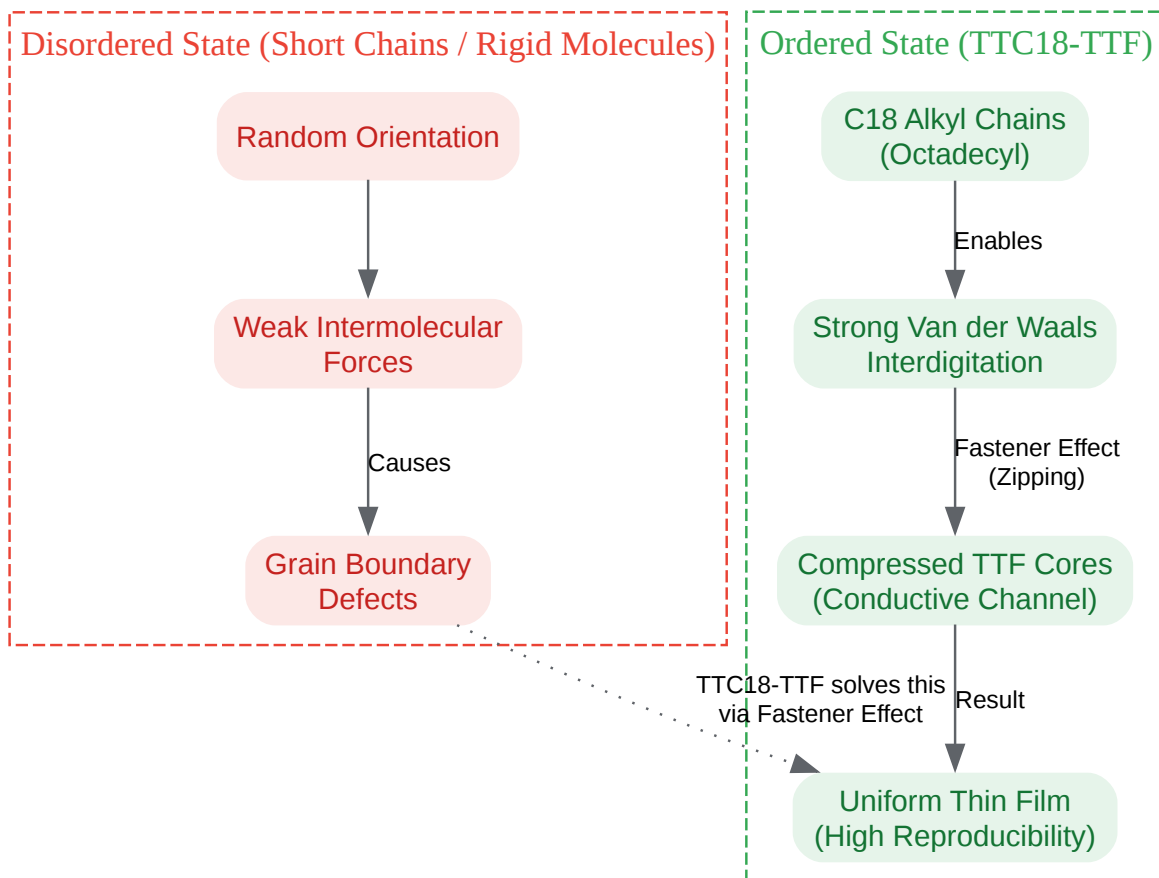 Disordered State (Short Chains / Rigid Molecules)
Random Orientation
Weak Intermolecular
Forces
Causes
Grain Boundary
Defects
TTC18-TTF solves this
via Fastener Effect
Ordered State (TTC18-TTF)
C18 Alkyl Chains
(Octadecyl)
Enables
Strong Van der Waals
Interdigitation
Fastener Effect
(Zipping)
Compressed TTF Cores
(Conductive Channel)
Result
Uniform Thin Film
(High Reproducibility)